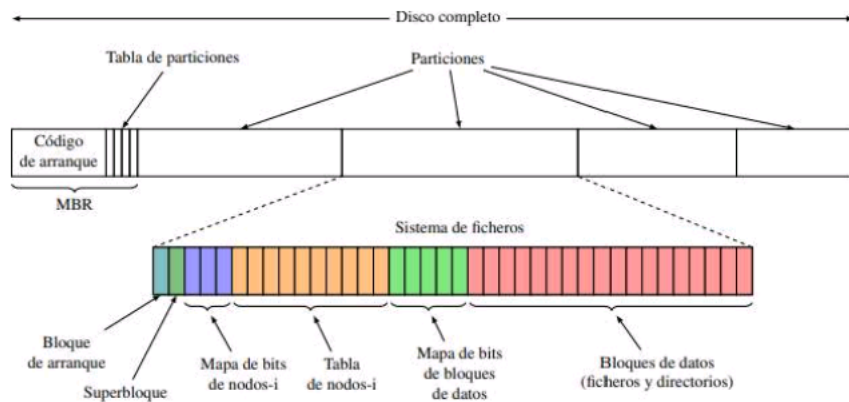 Disco completo
Tabla de particiones
Particiones
Código
de arranque
MBR
Sistema de ficheros
Bloque
de arranque
Superbloque
Mapa de bits
de nodos-i
Tabla
de nodos-i
Mapa de bits
de bloques
de datos
Bloques de datos
(ficheros y directorios)